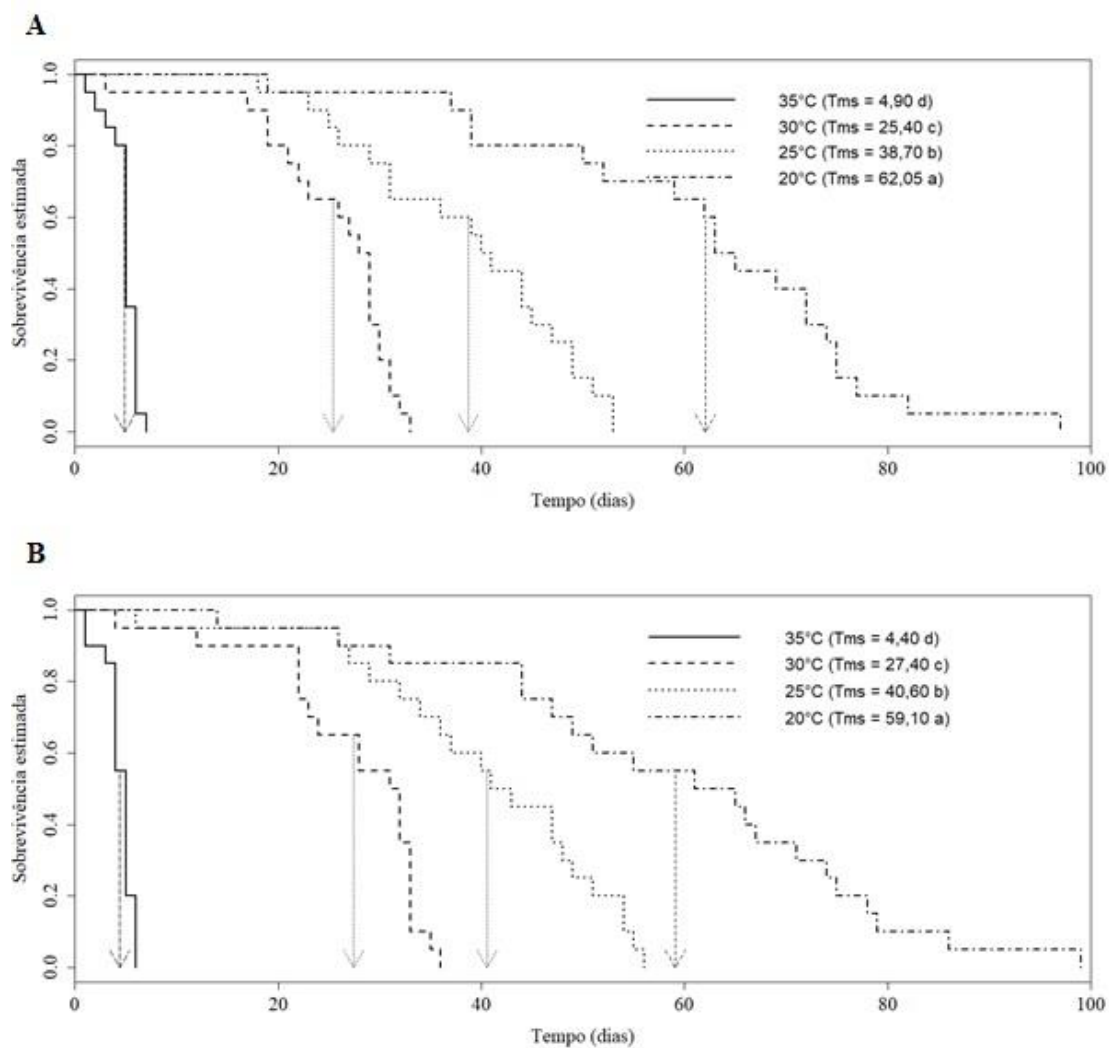 A
Sobrevivência estimada
1.0
0.8
0.6
0.4
0.2
0.0
35°C (Tms = 4,90 d)
30°C (Tms = 25,40 c)
25°C (Tms = 38,70 b)
20°C (Tms = 62,05 a)
0 20 40 60 80 100
Tempo (dias)
B
Sobrevivência estimada
1.0
0.8
0.6
0.4
0.2
0.0
35°C (Tms = 4,40 d)
30°C (Tms = 27,40 c)
25°C (Tms = 40,60 b)
20°C (Tms = 59,10 a)
0 20 40 60 80 100
Tempo (dias)